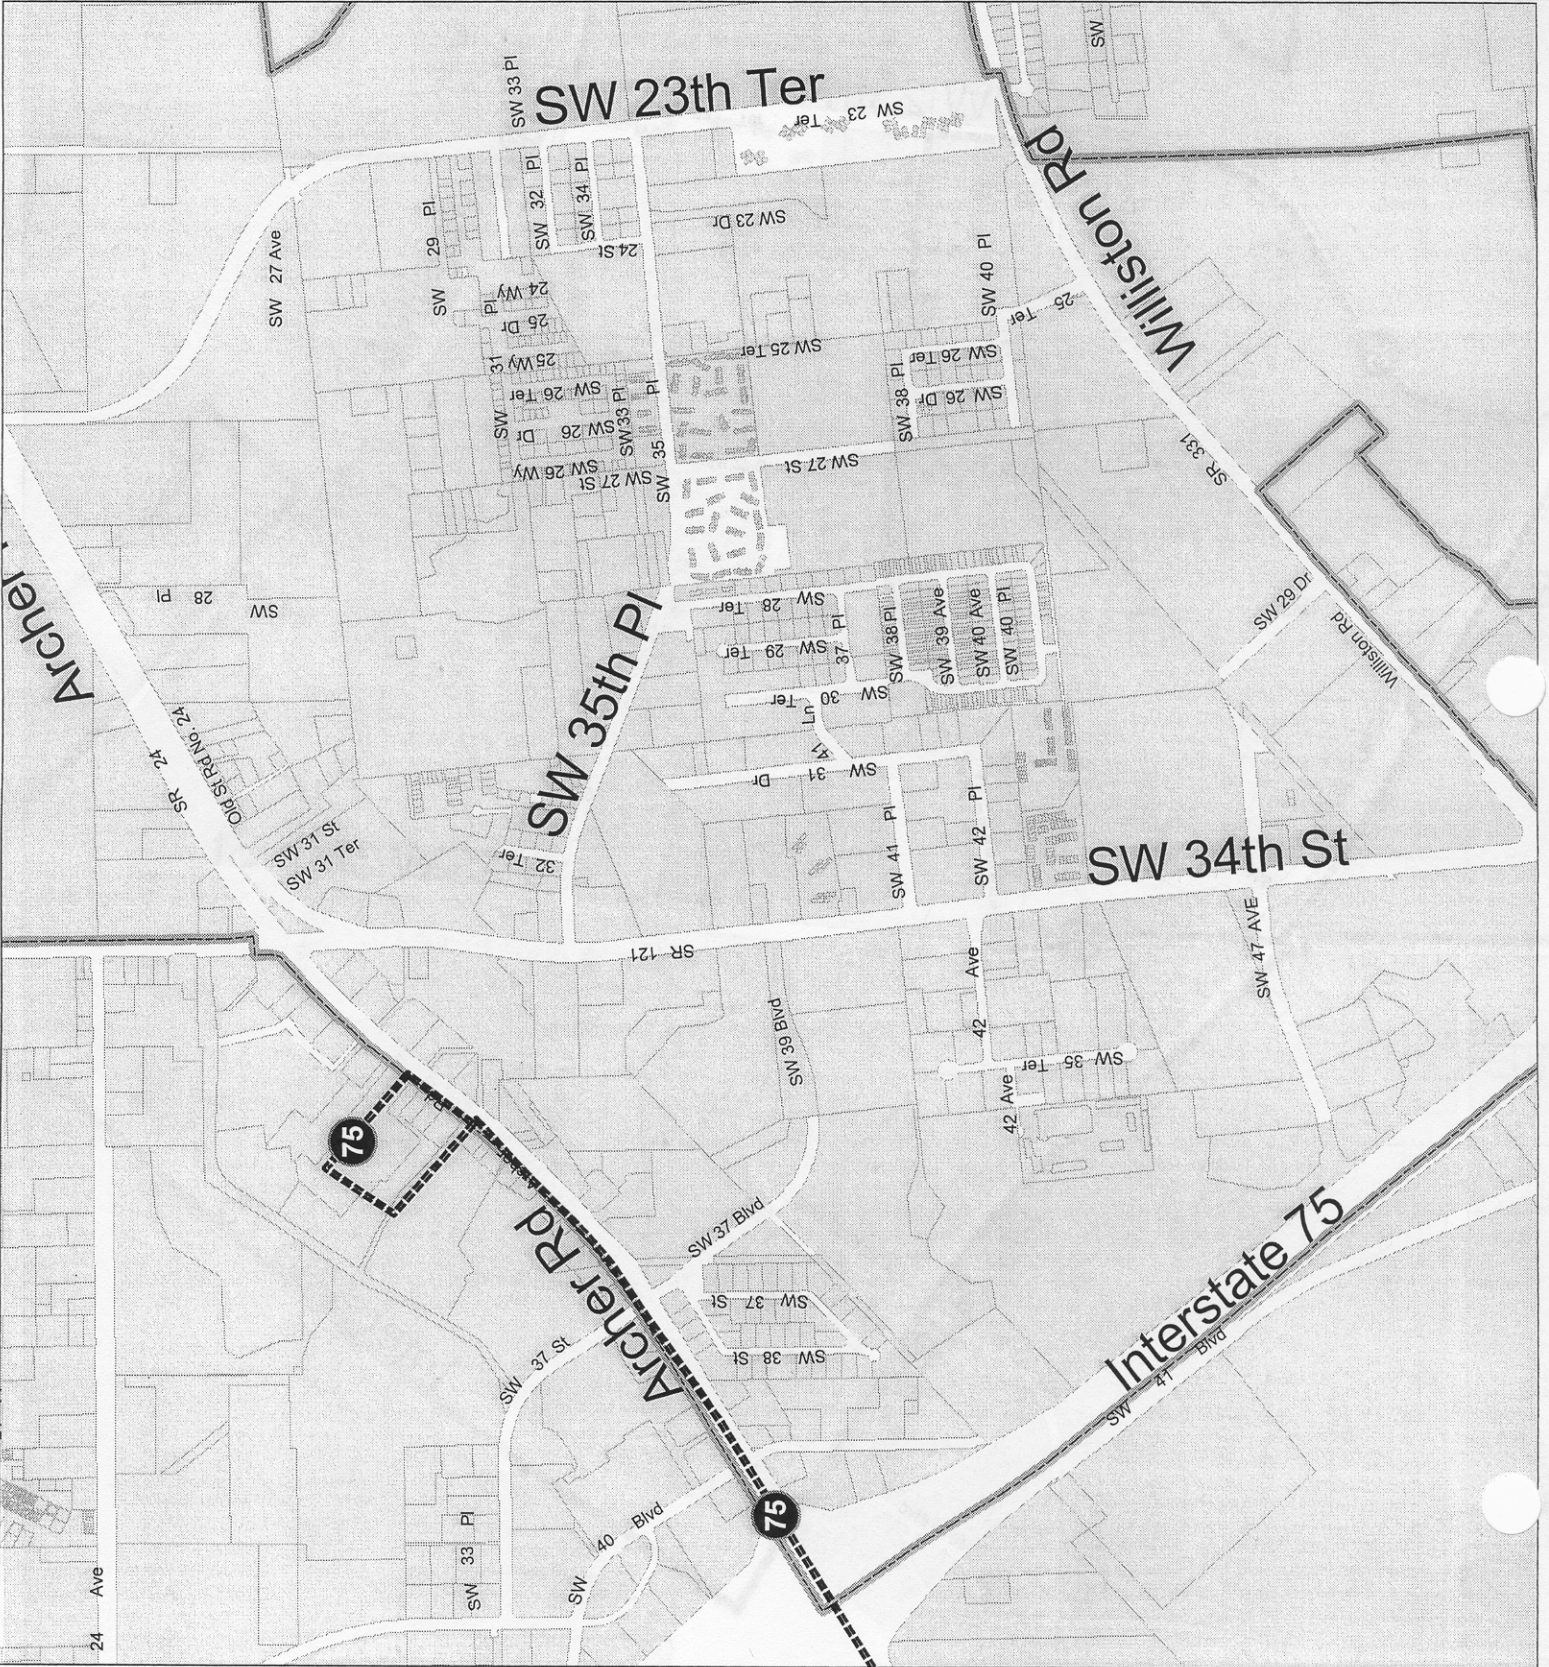 SW
SW 33 Pl
SW 23th Ter
SW 23
Ter
Williston Rd
SW 32 Pl
SW 34 Pl
29 Pl
SW
SW 27 Ave
SW 23 Dr
24 St
SW 40 Pl
24 Wy
25 Dr
25 Wy
Pl
31
SW
25 Ter
SW 25 Ter
SW 26 Ter
SW 26 Dr
SW 38 Pl
SW 26 Ter
SW 26 Dr
SW 26 Wy
SW 33 Pl
SW 27 St
SW 35 Pl
SW 27 St
SR 331
Archer
28 Pl
SW
SW 35th Pl
SW 28 Ter
SW 29 Ter
37 Pl
SW 38 Pl
SW 39 Ave
SW 40 Ave
SW 40 Pl
SW 29 Dr
Williston Rd
SW 30 Ter
Ln
41
SW 31 Dr
SR 24
Old St Rd No. 24
SW 31 St
SW 31 Ter
32 Ter
SW 41 Pl
SW 42 Pl
SW 34th St
SR 121
SW 47 AVE
42 Ave
SW 39 Blvd
SW 35 Ter
42 Ave
75
Rd
Archer
Archer Rd
SW 37 Blvd
Interstate 75
SW 37 St
SW 38 St
SW 37 St
SW 41 Blvd
75
SW 40 Blvd
SW 33 Pl
24 Ave